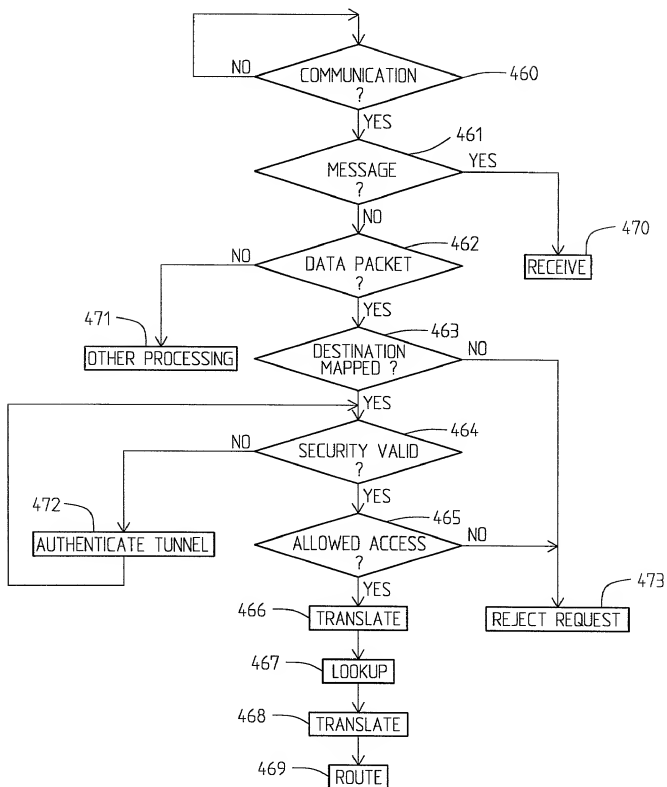 NO
COMMUNICATION
?
460
YES
461
MESSAGE
?
YES
NO
462
470
NO
DATA PACKET
?
RECEIVE
YES
471
463
OTHER PROCESSING
DESTINATION
MAPPED ?
NO
YES
464
NO
SECURITY VALID
?
YES
472
465
AUTHENTICATE TUNNEL
ALLOWED ACCESS
?
NO
YES
473
466
TRANSLATE
REJECT REQUEST
467
LOOKUP
468
TRANSLATE
469
ROUTE